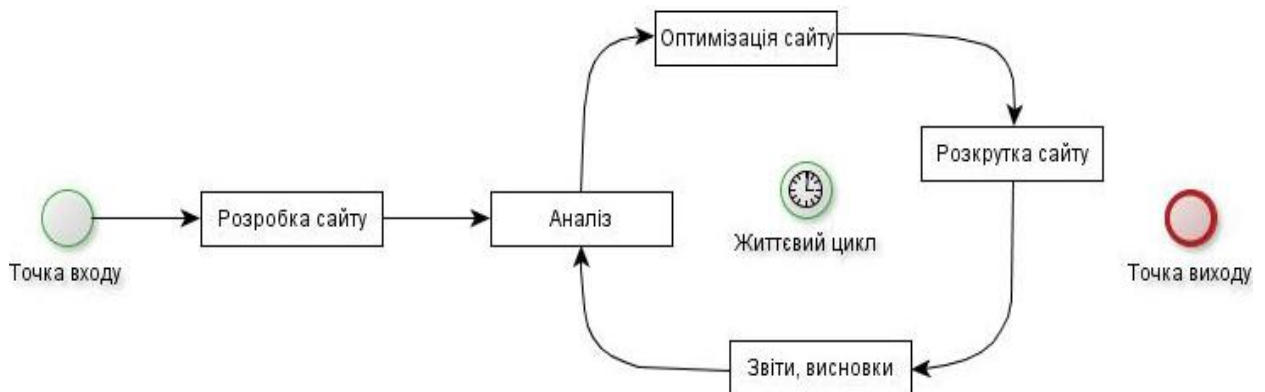 Оптимізація сайту
Розкрутка сайту
Розробка сайту
Аналіз
Життєвий цикл
Точка входу
Точка виходу
Звіти, висновки